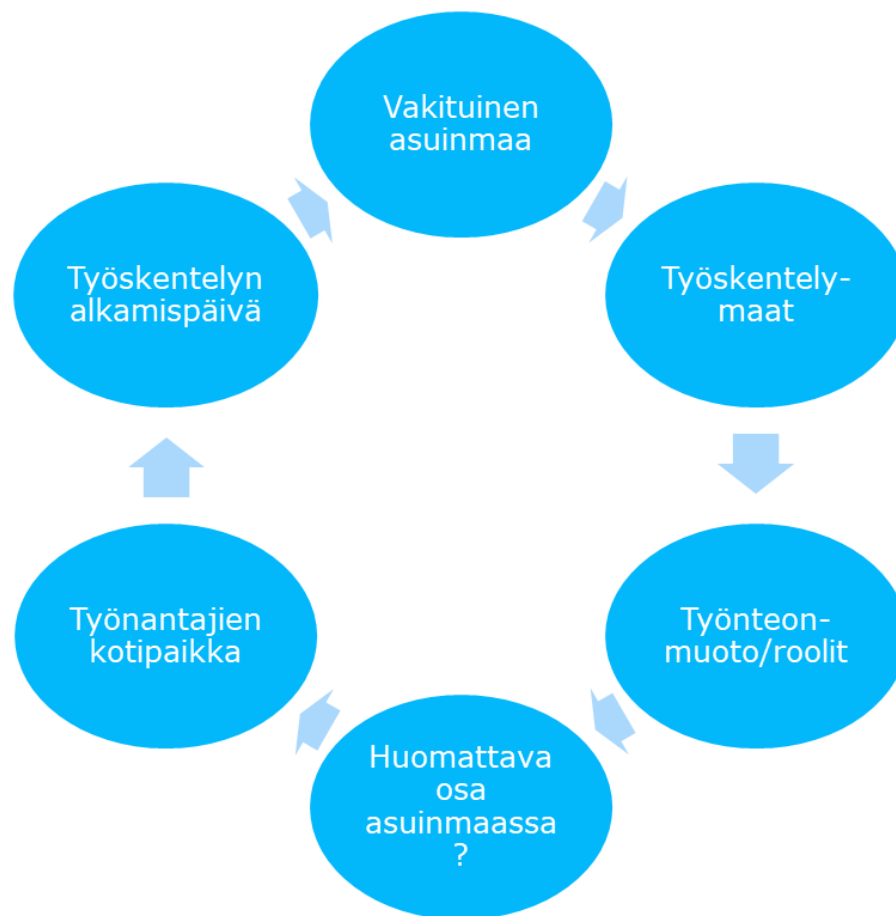 Vakituinen
asuinmaa
Työskentely-
maat
Työnteon-
muoto/roolit
Huomattava
osa
asuinmaassa
?
Työnantajien
kotipaikka
Työskentelyn
alkamispäivä